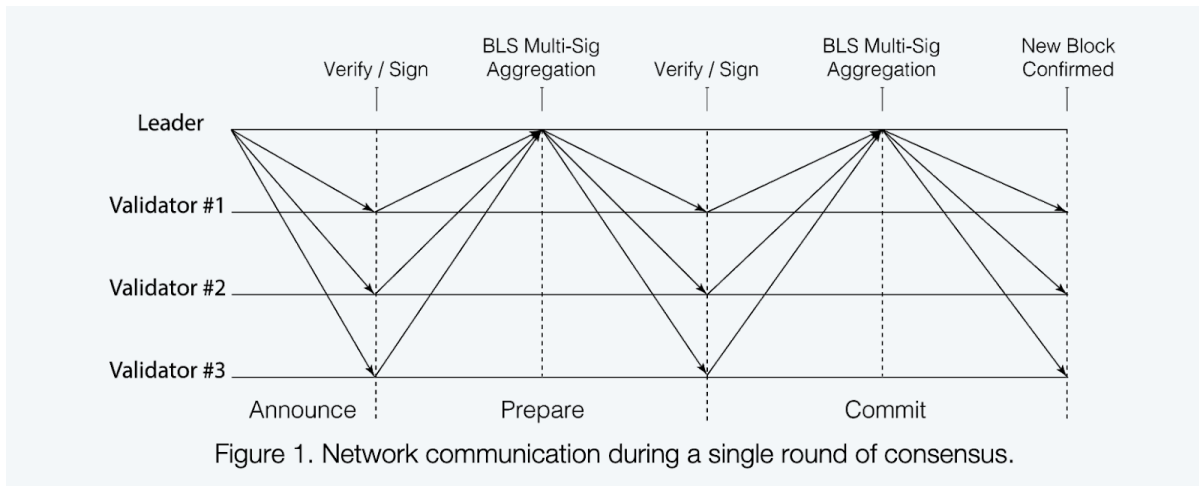 Verify / Sign
BLS Multi-Sig
Aggregation
Verify / Sign
BLS Multi-Sig
Aggregation
New Block
Confirmed
Leader
Validator #1
Validator #2
Validator #3
Announce
Prepare
Commit
Figure 1. Network communication during a single round of consensus.